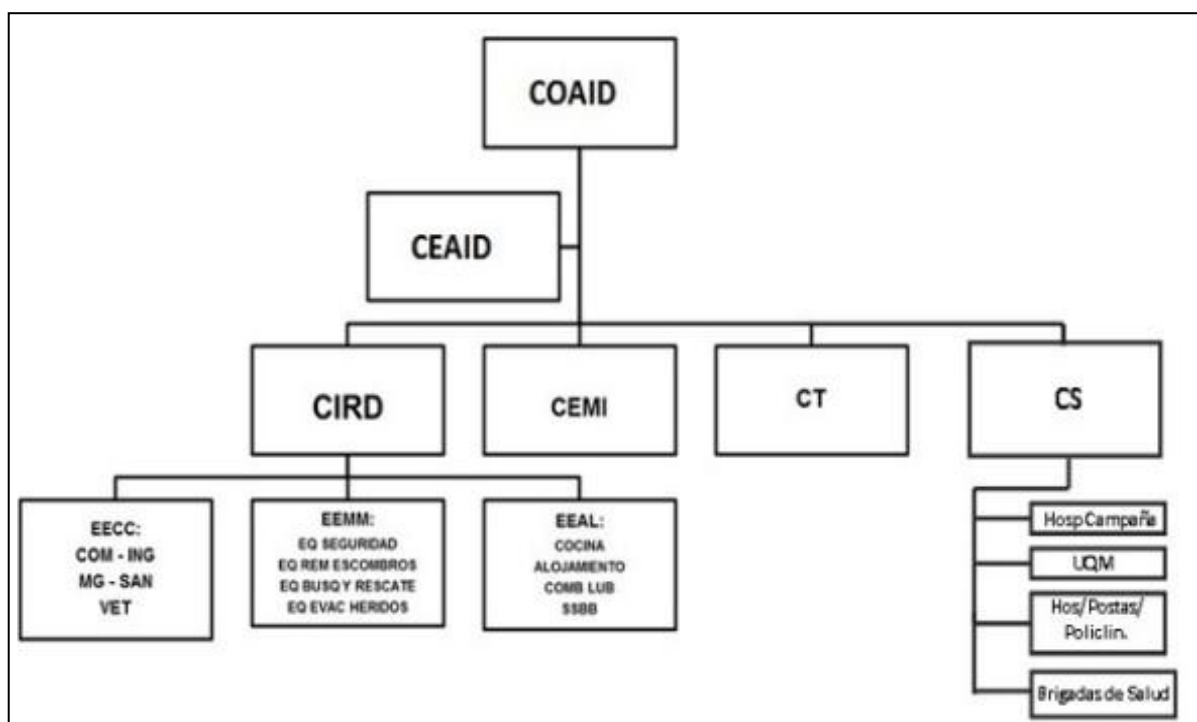 COAID
CEAID
CIRD
CEMI
CT
CS
EECC:
COM - ING
MG - SAN
VET
EEMM:
EQ SEGURIDAD
EQ REM ESCOMBROS
EQ BUSQ Y RESCATE
EQ EVAC HERIDOS
EEAL:
COCINA
ALOJAMIENTO
COMB LUB
SSBB
Hosp Campaña
UQM
Hos/Postas/
Policlin.
Brigadas de Salud